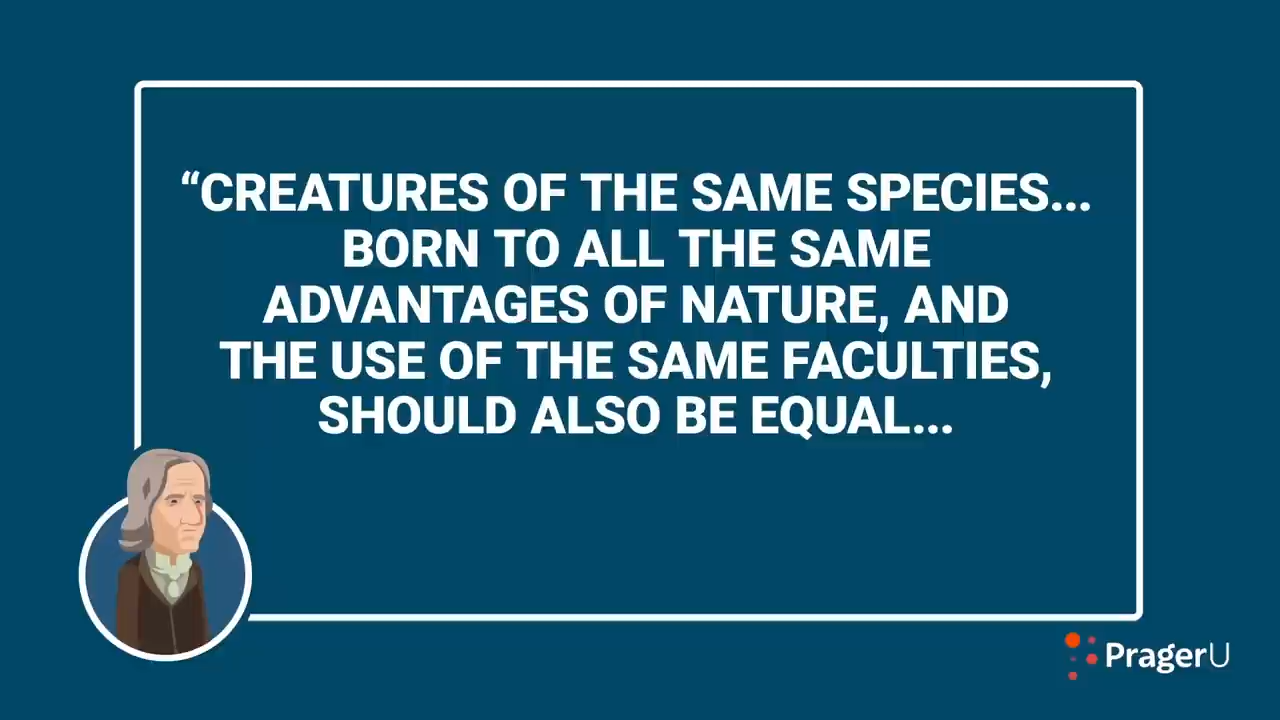 “CREATURES OF THE SAME SPECIES...
BORN TO ALL THE SAME
ADVANTAGES OF NATURE, AND
THE USE OF THE SAME FACULTIES,
SHOULD ALSO BE EQUAL...
PragerU